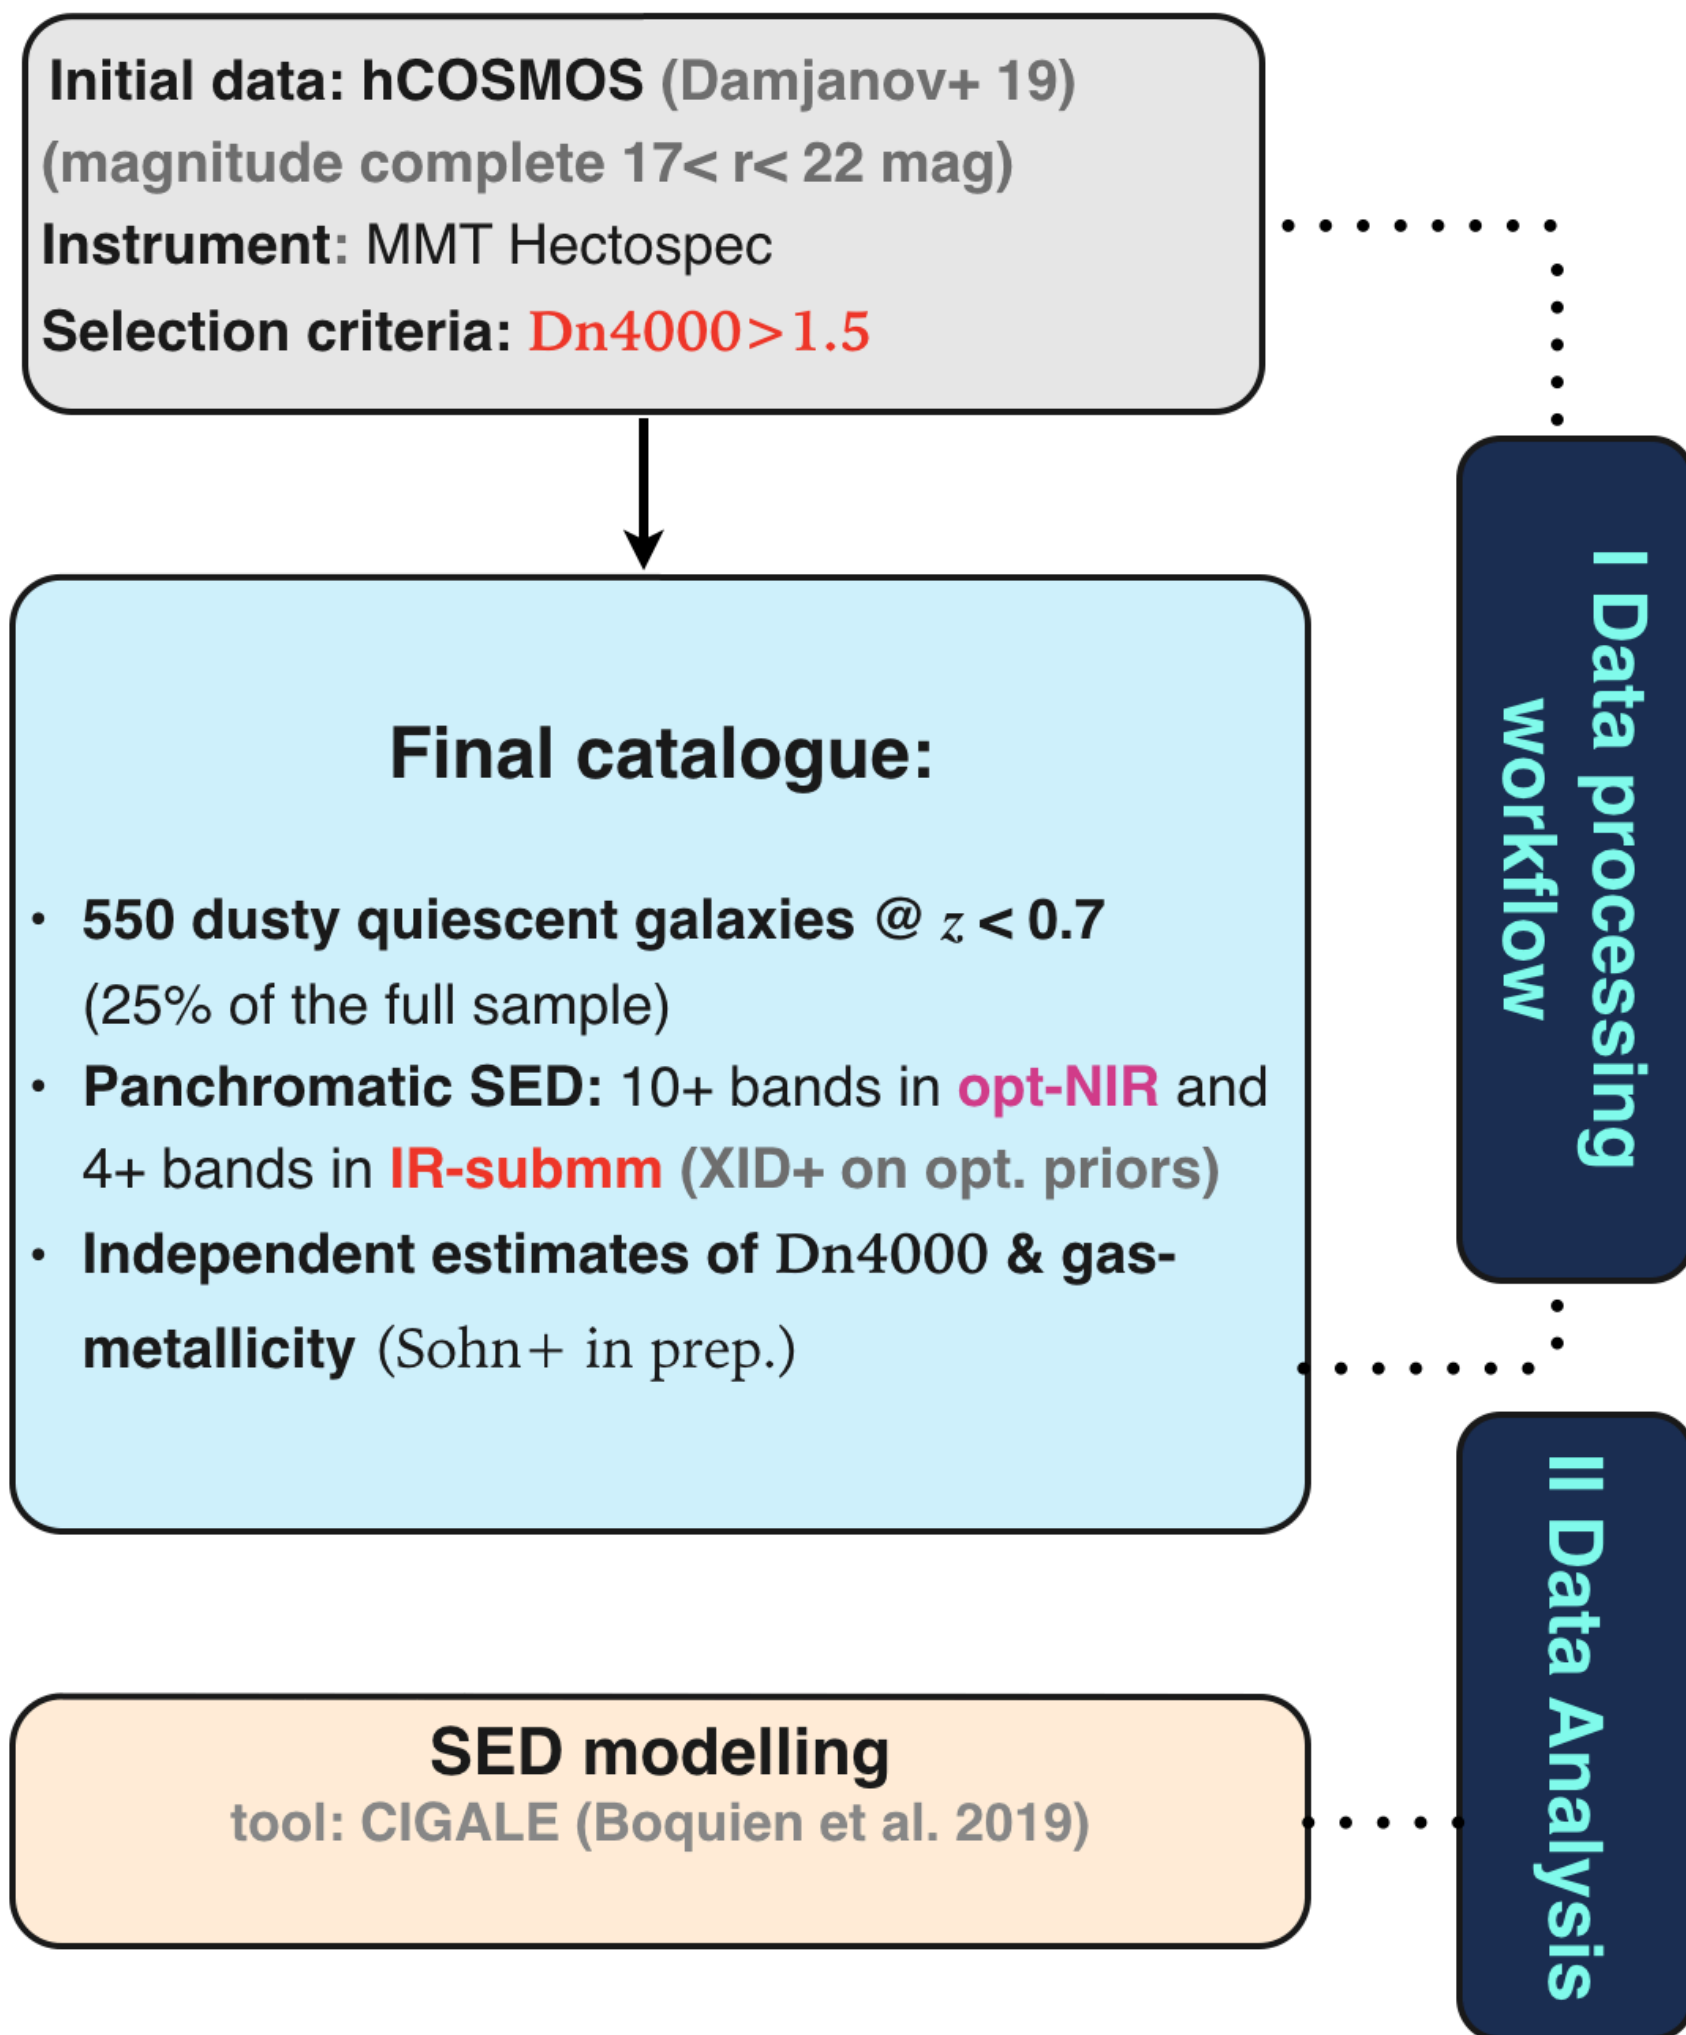 Initial data: hCOSMOS (Damjanov+ 19)
(magnitude complete 17< r< 22 mag)
Instrument: MMT Hectospec
Selection criteria: Dn4000>1.5
I Data processing
workflow
Final catalogue:
• 550 dusty quiescent galaxies @ z < 0.7
(25% of the full sample)
• Panchromatic SED: 10+ bands in opt-NIR and
4+ bands in IR-submm (XID+ on opt. priors)
• Independent estimates of Dn4000 & gas-
metallicity (Sohn+ in prep.)
II Data Analysis
SED modelling
tool: CIGALE (Boquien et al. 2019)